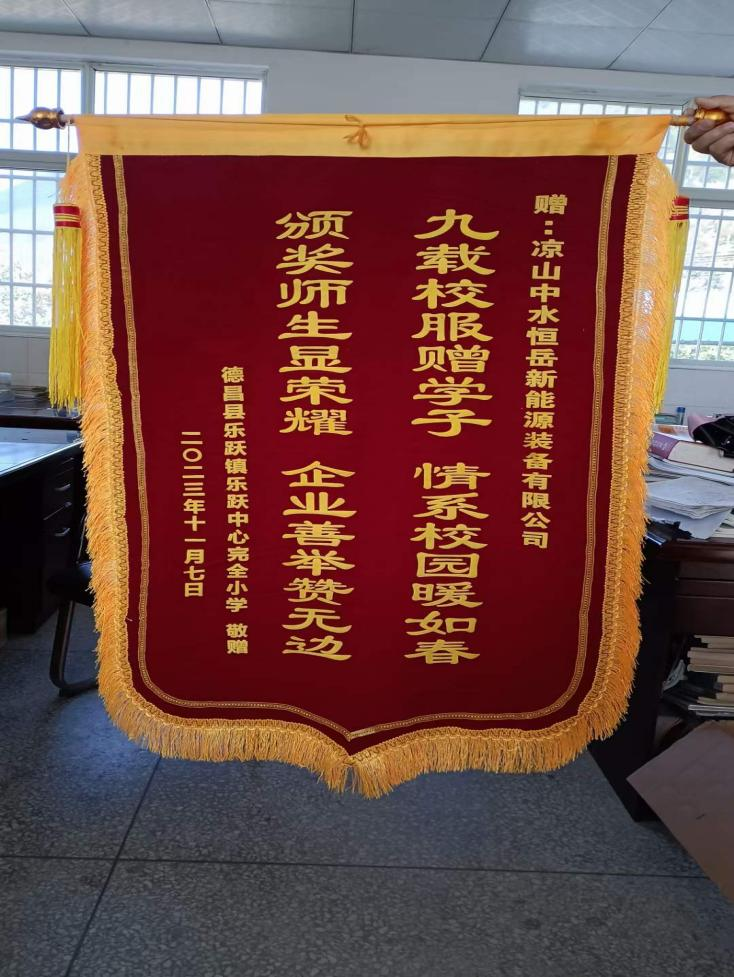 赠：凉山中水恒岳新能源装备有限公司
九载校服赠学子 情系校园暖如春
颁奖师生显荣耀 企业善举赞无边
德昌县乐跃镇乐跃中心完全小学 敬赠
二〇二三年十一月七日